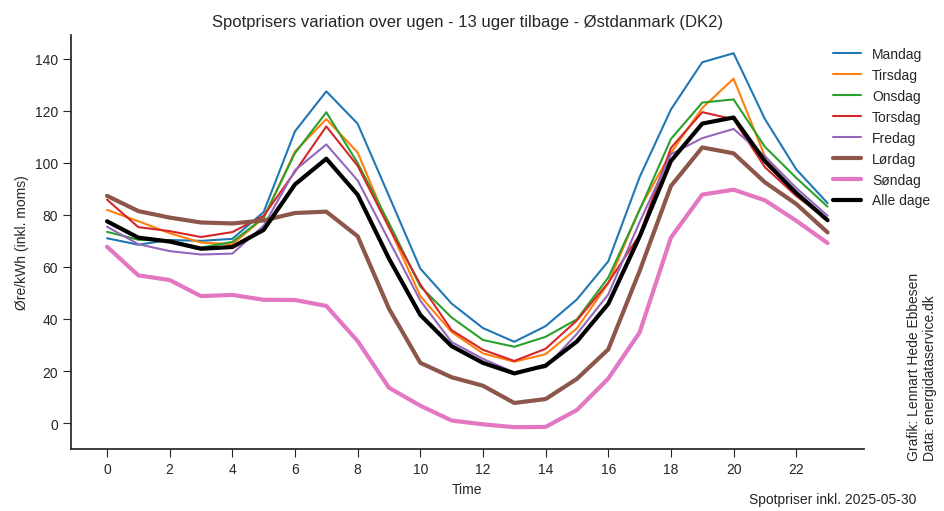 Spotprisers variation over ugen - 13 uger tilbage - Østdanmark (DK2)
Øre/kWh (inkl. moms)
140
120
100
80
60
40
20
0
0 2 4 6 8 10 12 14 16 18 20 22
Time
Mandag
Tirsdag
Onsdag
Torsdag
Fredag
Lørdag
Søndag
Alle dage
Grafik: Lennart Hede Ebbesen
Data: energidataservice.dk
Spotpriser inkl. 2025-05-30